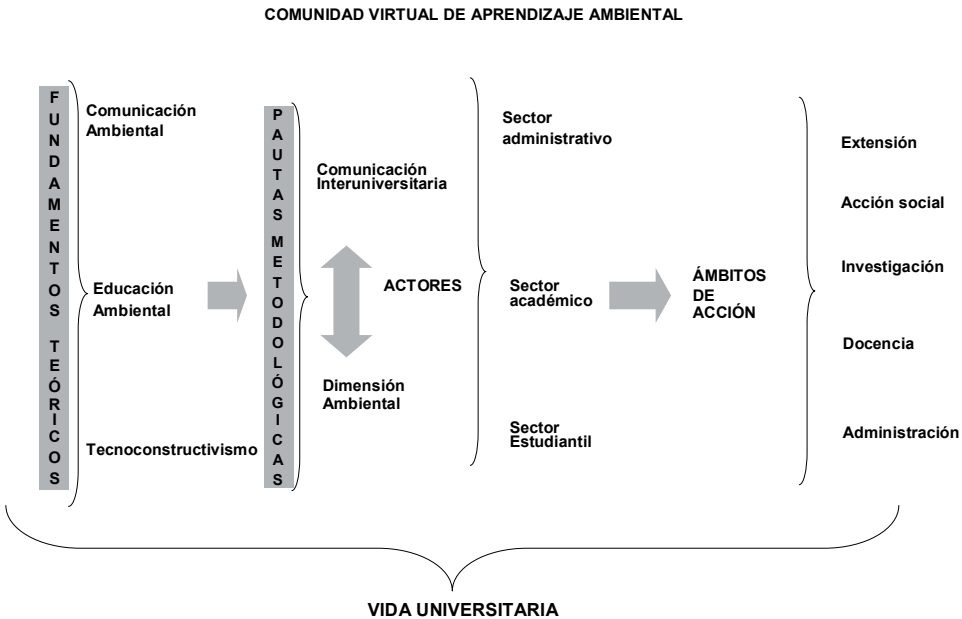 COMUNIDAD VIRTUAL DE APRENDIZAJE AMBIENTAL
FUNDAMENTOS TEÓRICOS
Comunicación
Ambiental
Educación
Ambiental
Tecnoconstructivismo
PAUTAS METODOLÓGICAS
Comunicación
Interuniversitaria
Dimensión
Ambiental
ACTORES
Sector
administrativo
Sector
académico
Sector
Estudiantil
ÁMBITOS
DE
ACCIÓN
Extensión
Acción social
Investigación
Docencia
Administración
VIDA UNIVERSITARIA